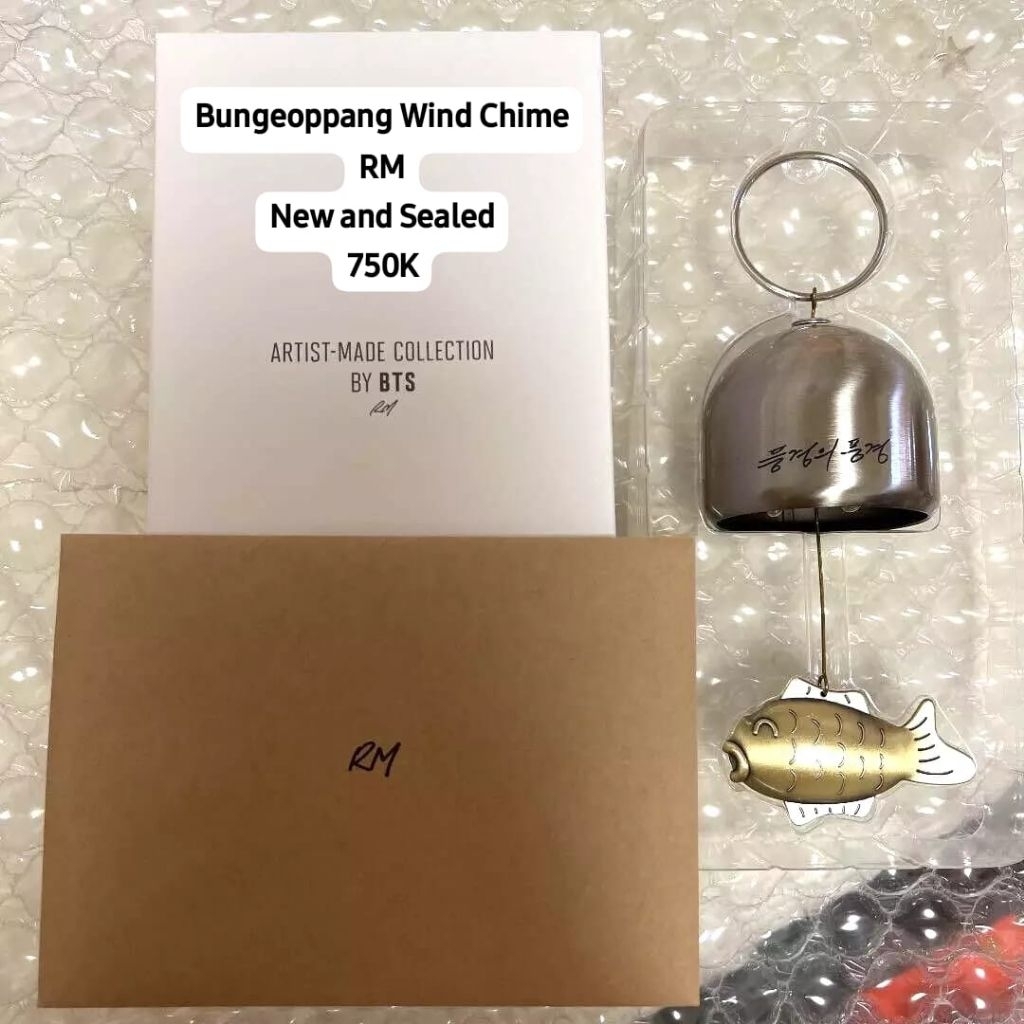 Bungeoppang Wind Chime
RM
New and Sealed
750K
ARTIST-MADE COLLECTION
BY BTS
RM
풍경의 풍경
RM